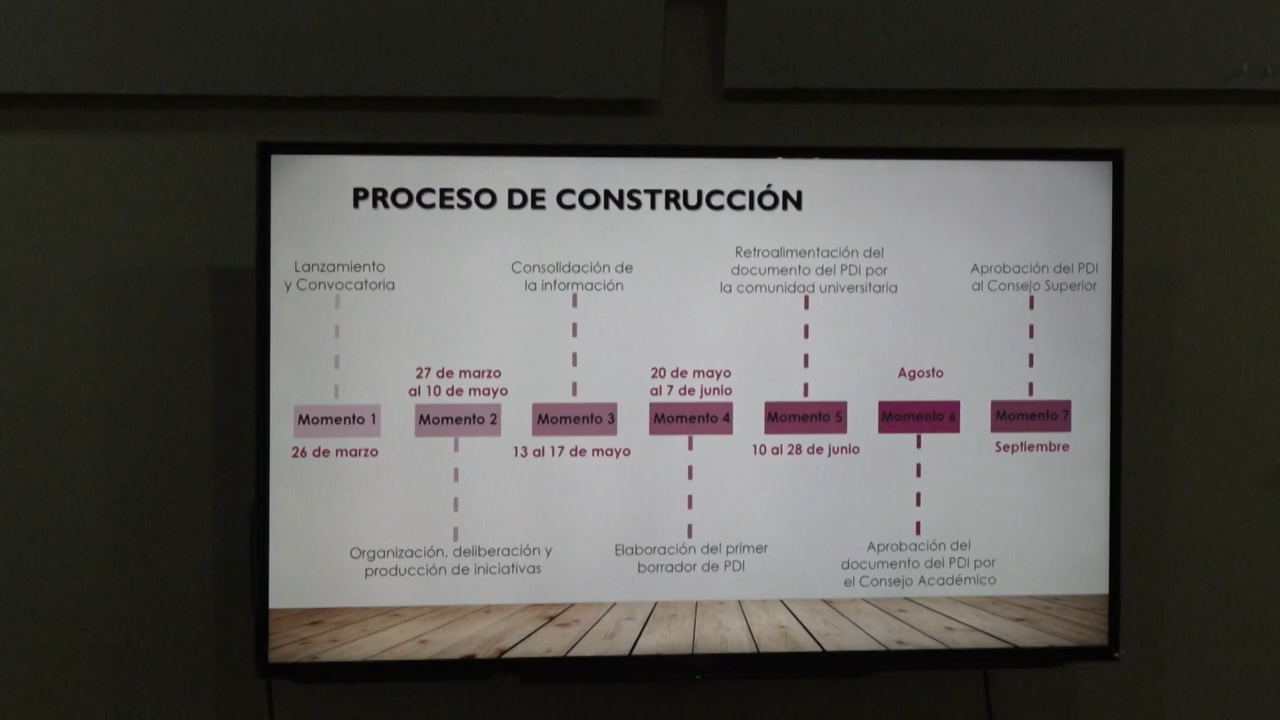 PROCESO DE CONSTRUCCIÓN
Lanzamiento
y Convocatoria
Momento 1
26 de marzo
27 de marzo
al 10 de mayo
Momento 2
Organización, deliberación y
producción de iniciativas
Consolidación de
la información
Momento 3
13 al 17 de mayo
20 de mayo
al 7 de junio
Momento 4
Elaboración del primer
borrador de PDI
Retroalimentación del
documento del PDI por
la comunidad universitaria
Momento 5
10 al 28 de junio
Agosto
Momento 6
Aprobación del
documento del PDI por
el Consejo Académico
Aprobación del PDI
al Consejo Superior
Momento 7
Septiembre